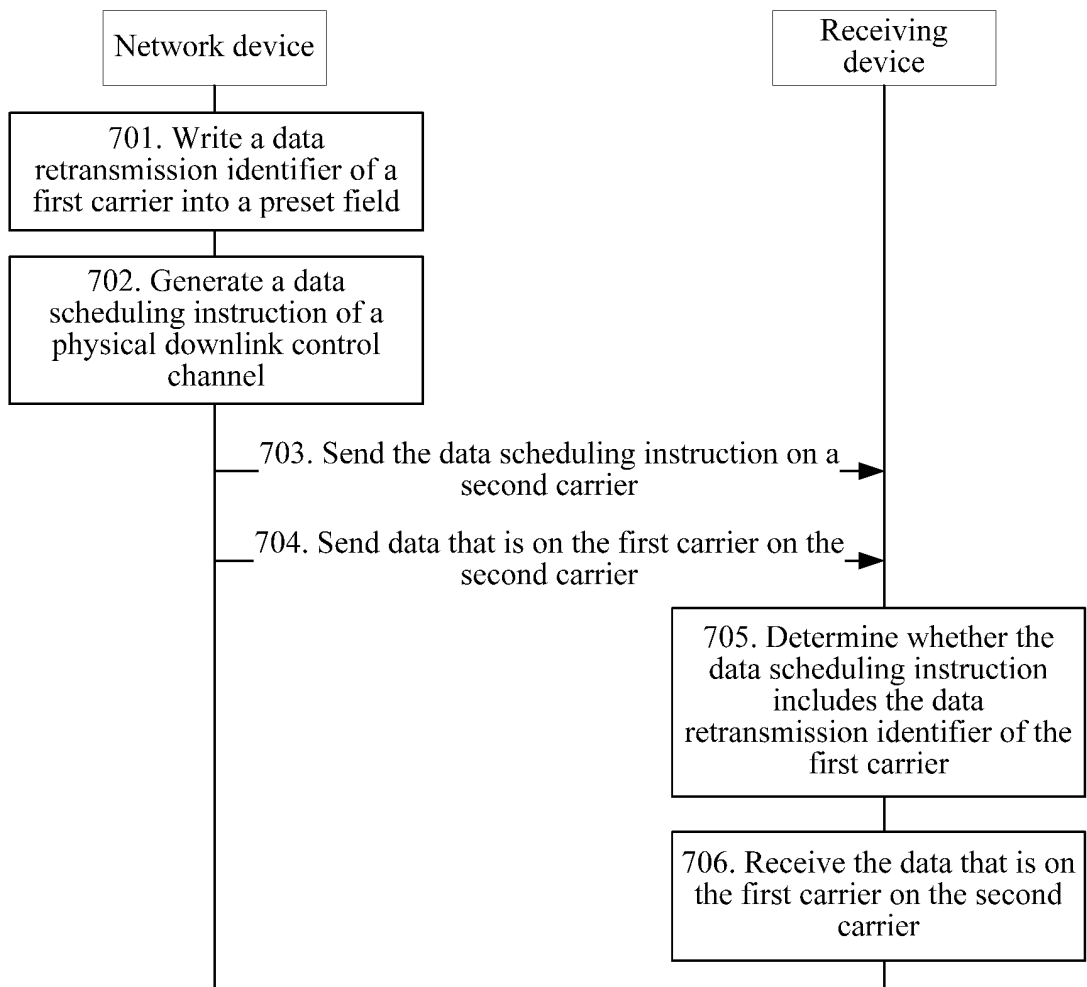 Network device
Receiving
device
701. Write a data
retransmission identifier of a
first carrier into a preset field
702. Generate a data
scheduling instruction of a
physical downlink control
channel
703. Send the data scheduling instruction on a
second carrier
704. Send data that is on the first carrier on the
second carrier
705. Determine whether the
data scheduling instruction
includes the data
retransmission identifier of the
first carrier
706. Receive the data that is on
the first carrier on the second
carrier